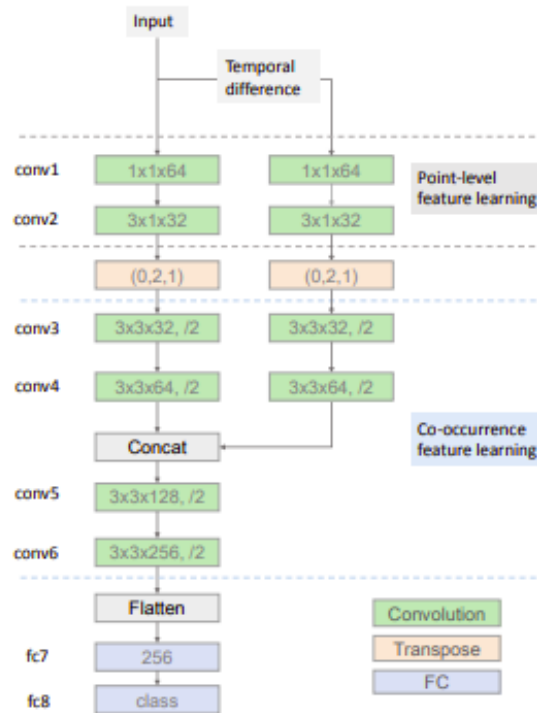 Input
Temporal
difference
conv1
1x1x64
1x1x64
Point-level
feature learning
conv2
3x1x32
3x1x32
(0,2,1)
(0,2,1)
conv3
3x3x32, /2
3x3x32, /2
conv4
3x3x64, /2
3x3x64, /2
Concat
Co-occurrence
feature learning
conv5
3x3x128, /2
conv6
3x3x256, /2
Flatten
Convolution
fc7
256
Transpose
FC
fc8
class